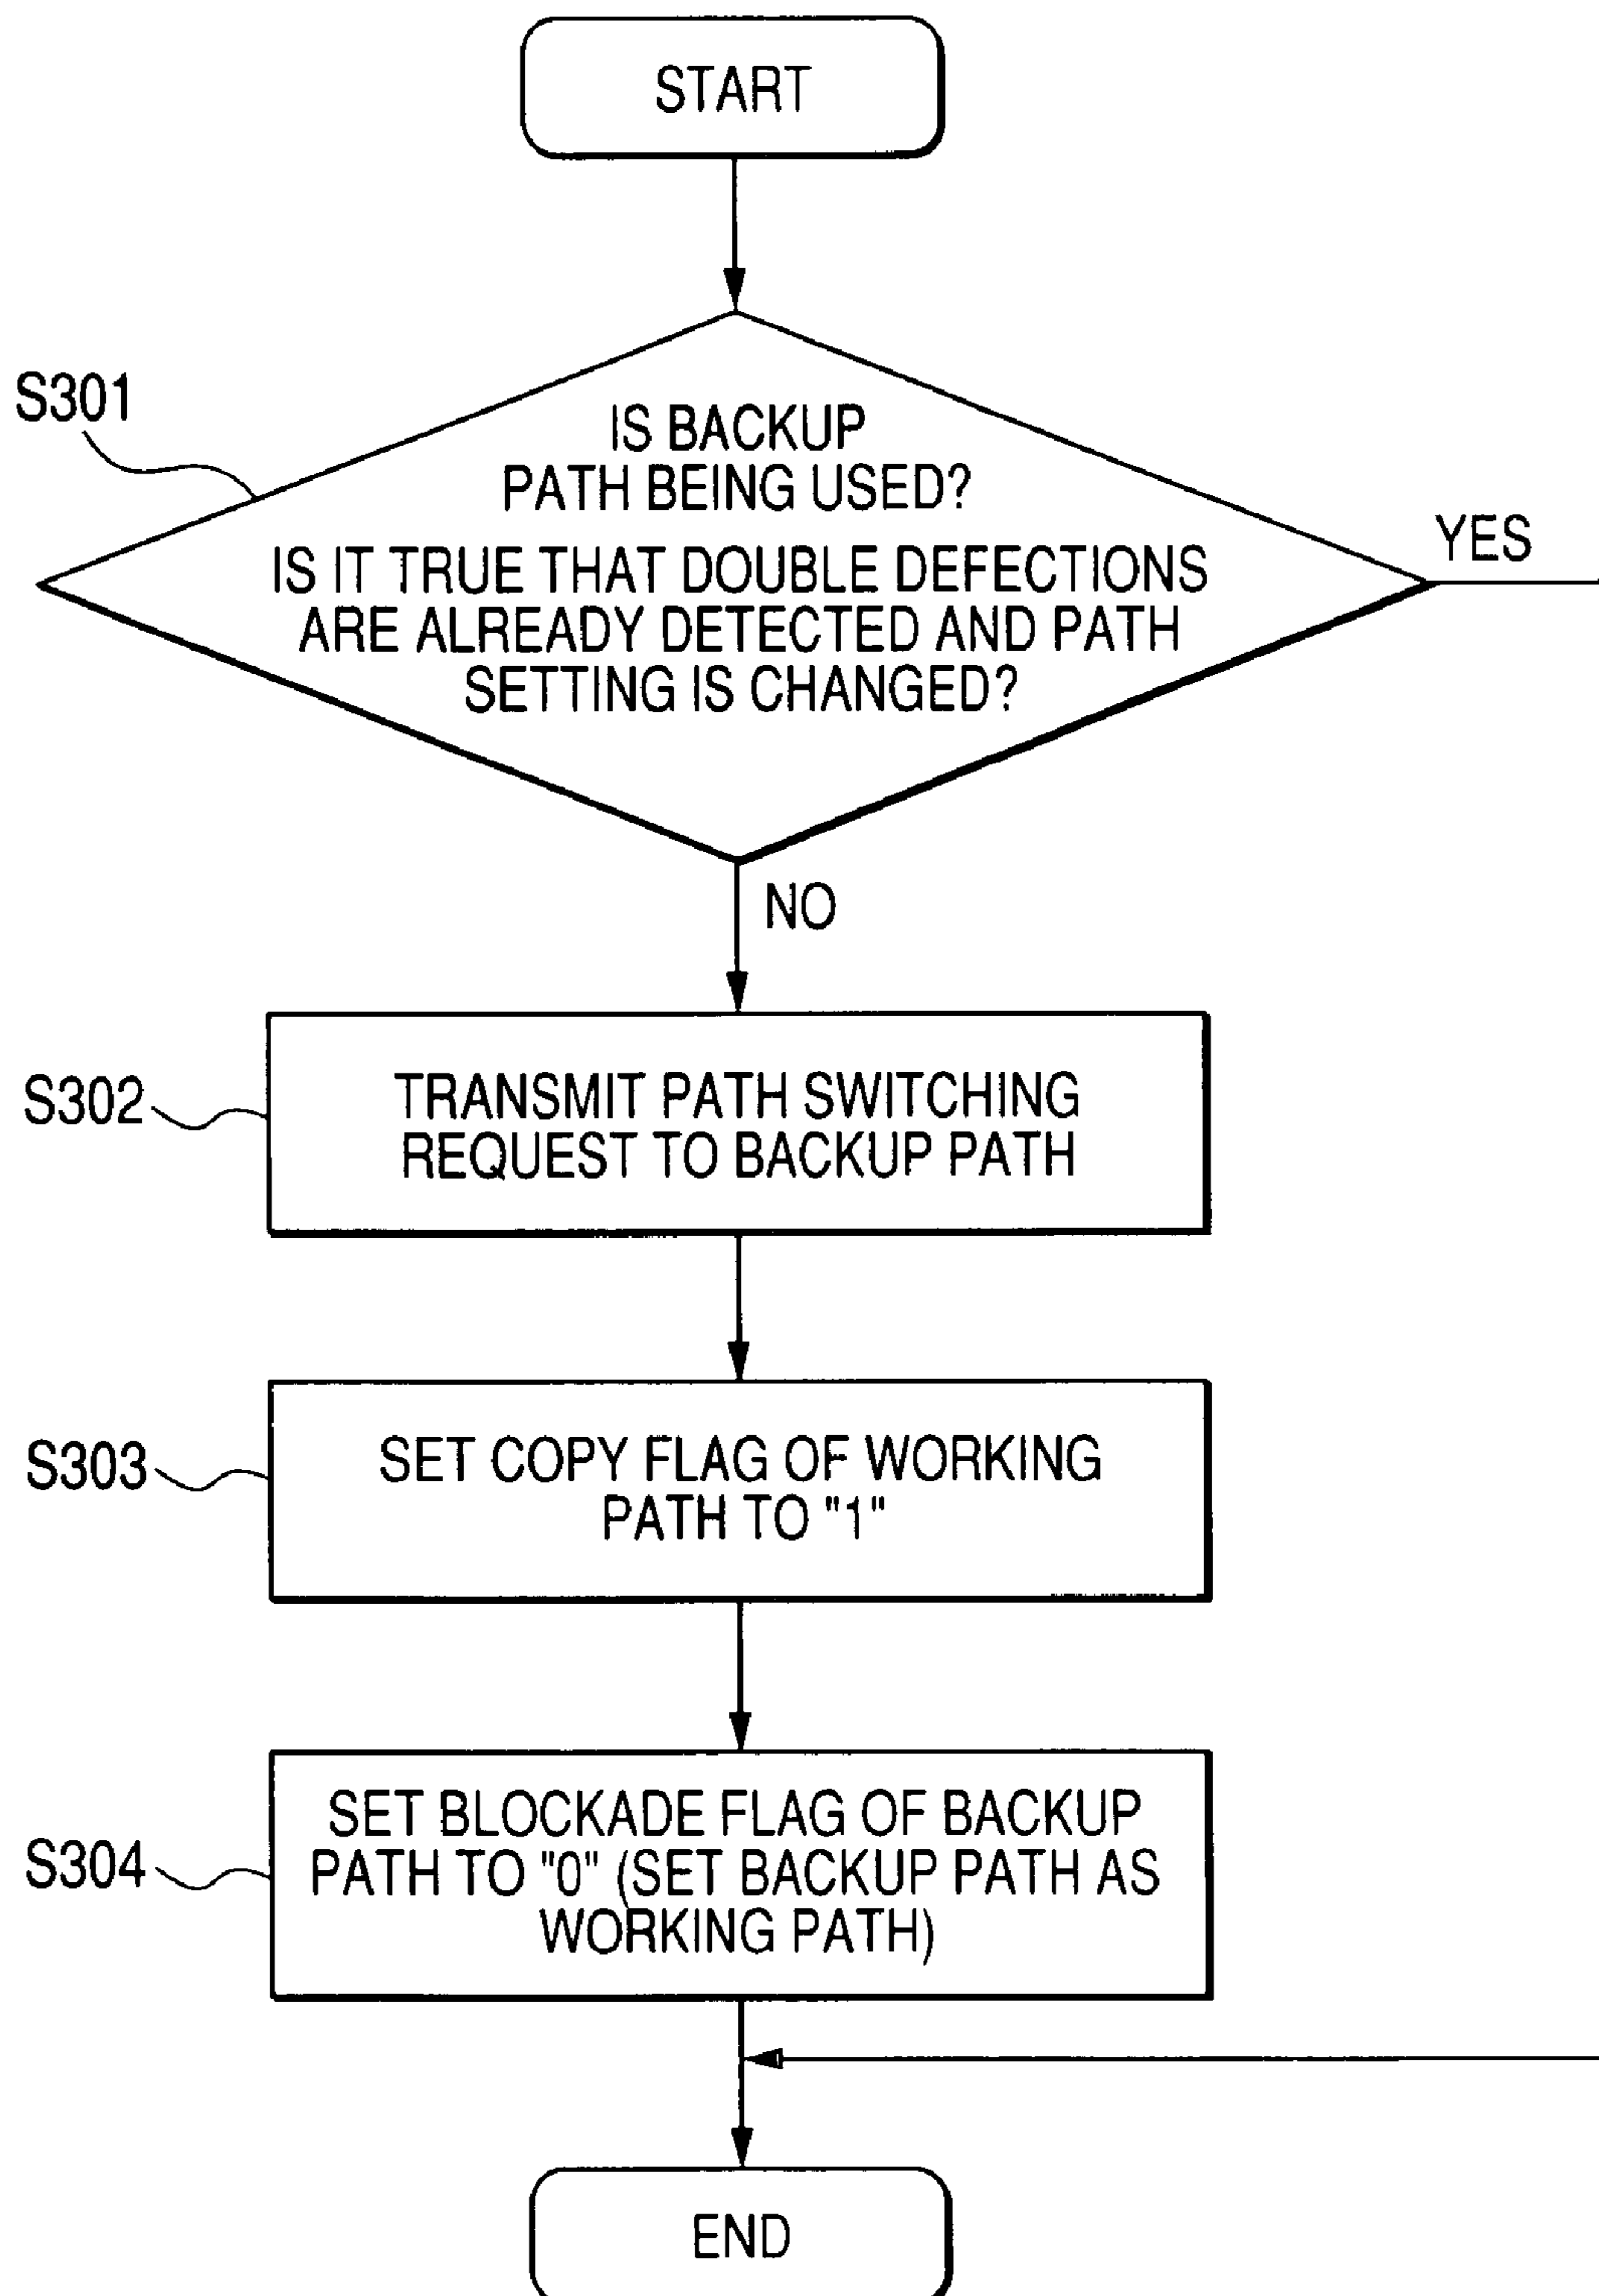 START
S301
IS BACKUP
PATH BEING USED?
IS IT TRUE THAT DOUBLE DEFECTIONS
ARE ALREADY DETECTED AND PATH
SETTING IS CHANGED?
YES
NO
S302
TRANSMIT PATH SWITCHING
REQUEST TO BACKUP PATH
S303
SET COPY FLAG OF WORKING
PATH TO "1"
S304
SET BLOCKADE FLAG OF BACKUP
PATH TO "0" (SET BACKUP PATH AS
WORKING PATH)
END